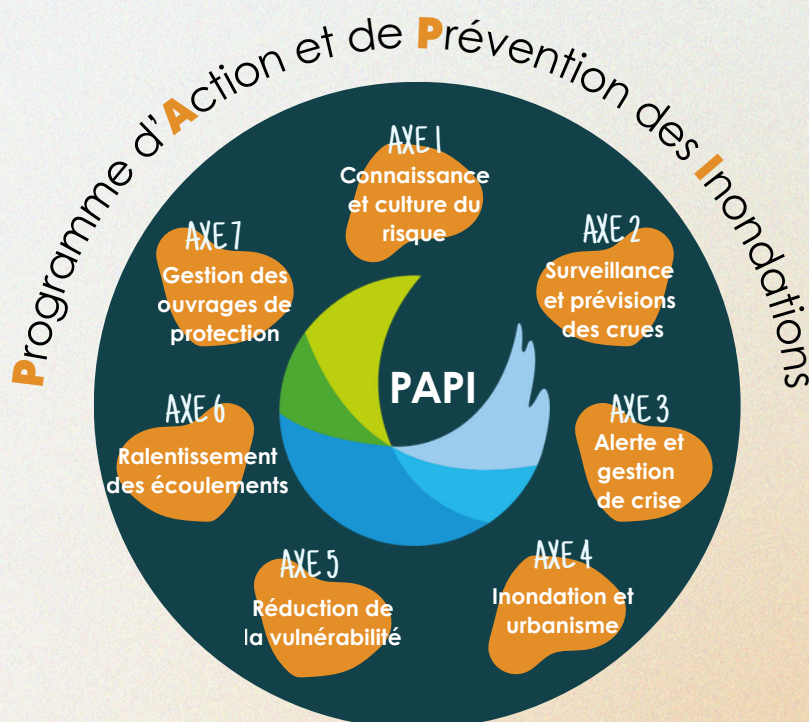 Programme d'Action et de Prévention des Inondations
AXE 1
Connaissance
et culture du
risque
AXE 2
Surveillance
et prévisions
des crues
AXE 3
Alerte et
gestion
de crise
AXE 4
Inondation et
urbanisme
AXE 5
Réduction de
la vulnérabilité
AXE 6
Ralentissement
des écoulements
AXE 7
Gestion des
ouvrages de
protection
PAPI